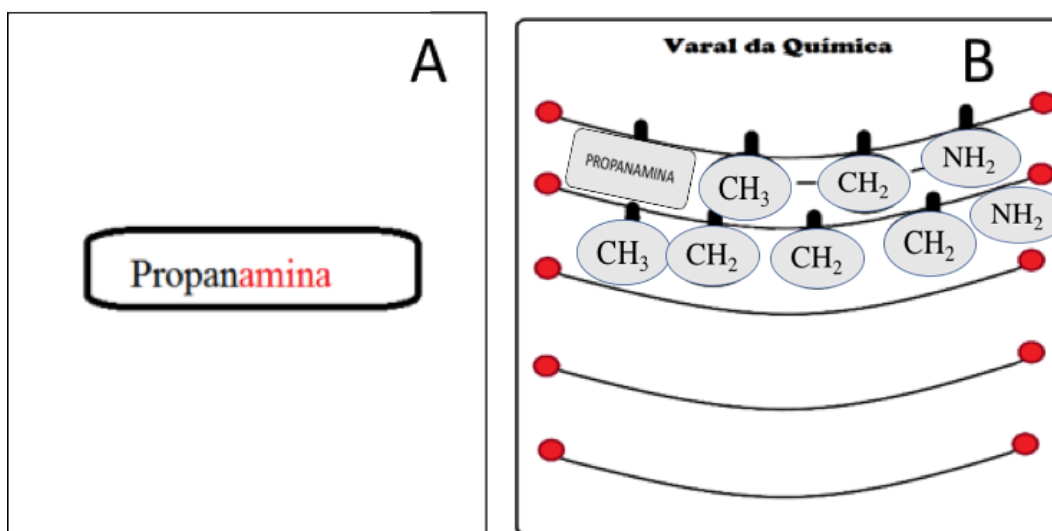 A
Propanamina
Varal da Química
B
PROPANAMINA CH₃ — CH₂ — NH₂
CH₃ CH₂ CH₂ CH₂ NH₂